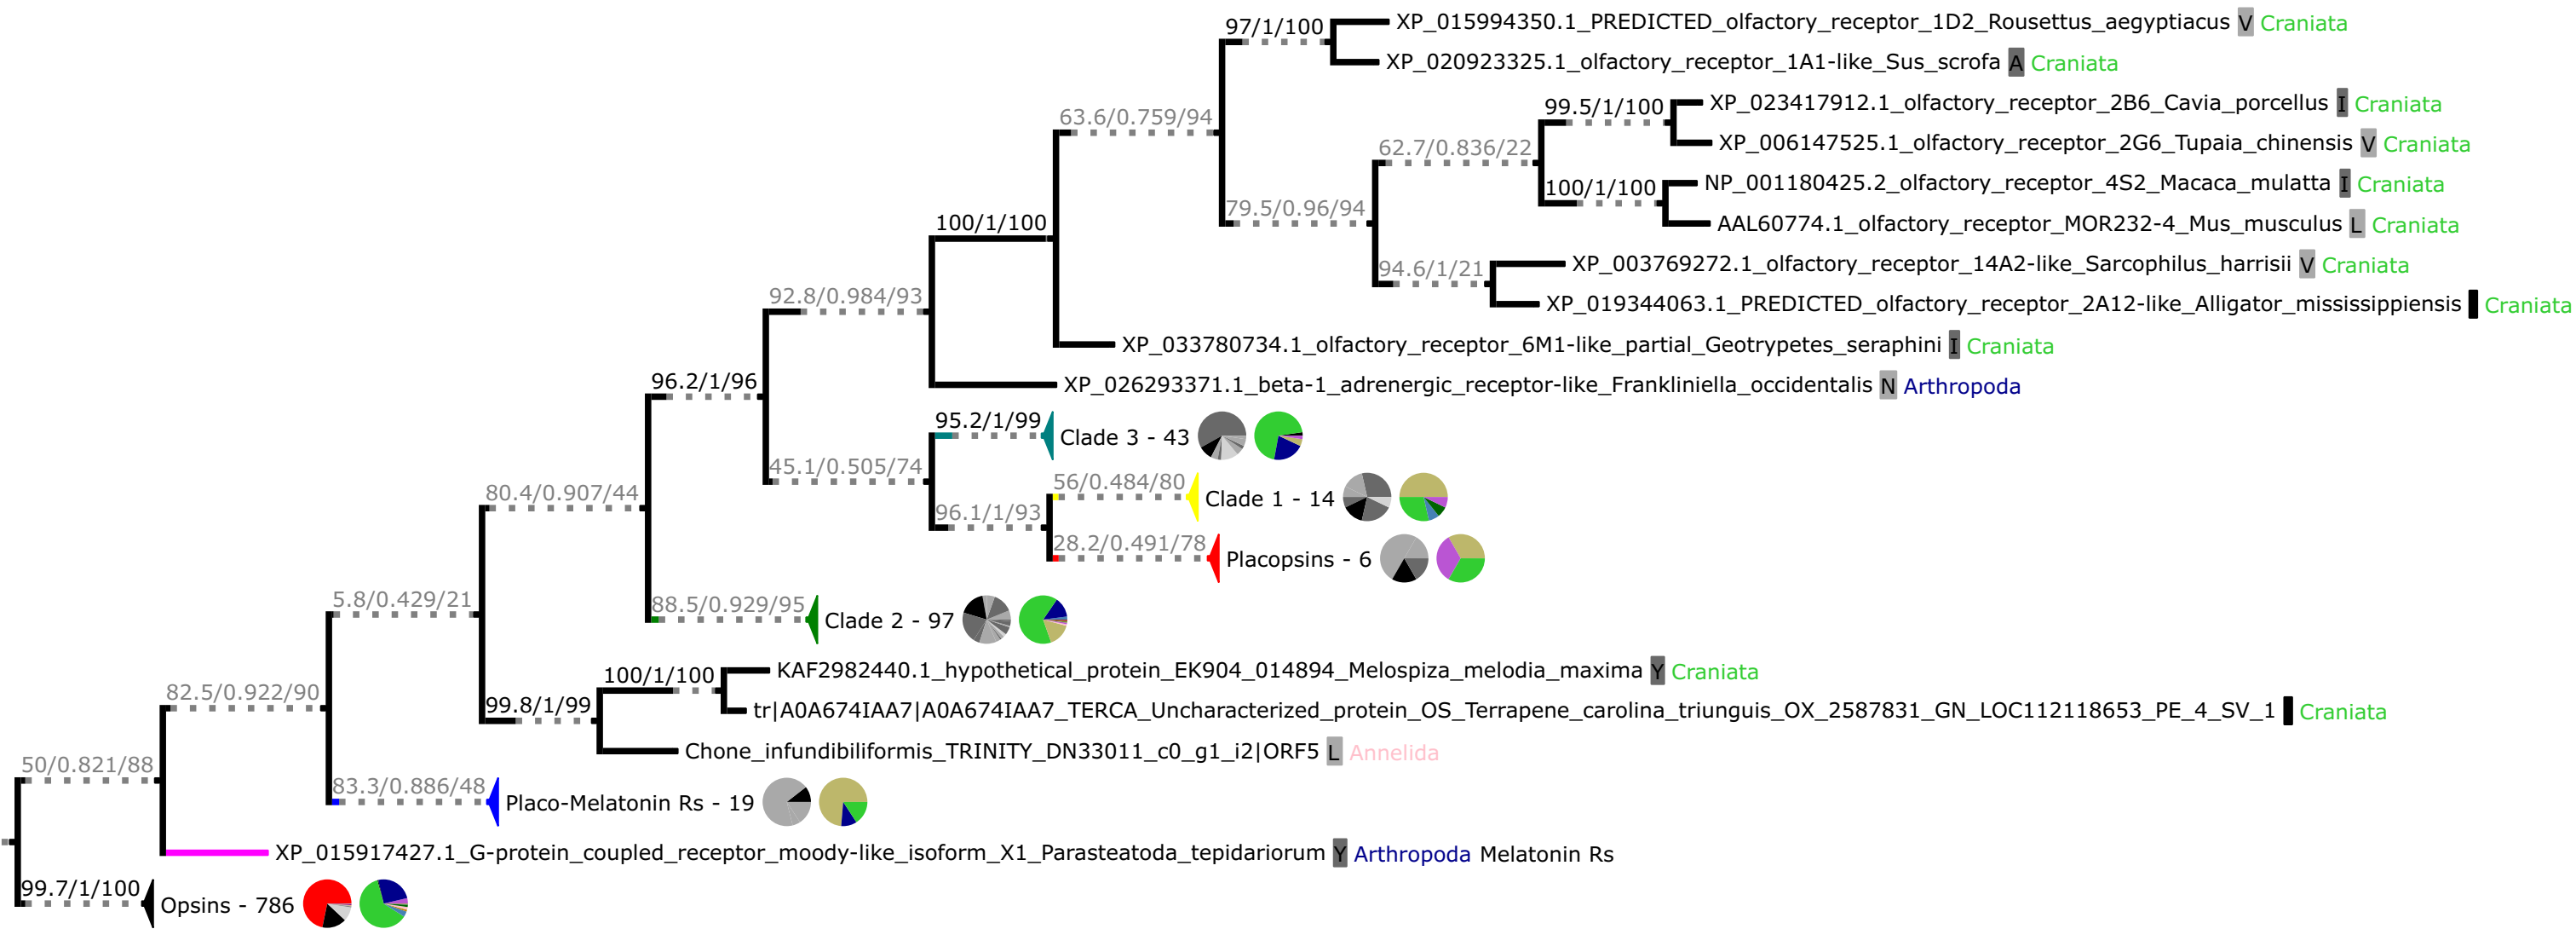 97/1/100
XP_015994350.1_PREDICTED_olfactory_receptor_1D2_Rousettus_aegyptiacus V Craniata
XP_020923325.1_olfactory_receptor_1A1-like_Sus_scrofa A Craniata
63.6/0.759/94
99.5/1/100
XP_023417912.1_olfactory_receptor_2B6_Cavia_porcellus I Craniata
62.7/0.836/22
XP_006147525.1_olfactory_receptor_2G6_Tupaia_chinensis V Craniata
100/1/100
NP_001180425.2_olfactory_receptor_4S2_Macaca_mulatta I Craniata
79.5/0.96/94
AAL60774.1_olfactory_receptor_MOR232-4_Mus_musculus L Craniata
100/1/100
94.6/1/21
XP_003769272.1_olfactory_receptor_14A2-like_Sarcophilus_harrisii V Craniata
92.8/0.984/93
XP_019344063.1_PREDICTED_olfactory_receptor_2A12-like_Alligator_mississippiensis Craniata
XP_033780734.1_olfactory_receptor_6M1-like_partial_Geotrypetes_seraphini I Craniata
96.2/1/96
XP_026293371.1_beta-1_adrenergic_receptor-like_Frankliniella_occidentalis N Arthropoda
95.2/1/99
Clade 3 - 43
45.1/0.505/74
56/0.484/80
80.4/0.907/44
Clade 1 - 14
96.1/1/93
28.2/0.491/78
Placopsins - 6
5.8/0.429/21
88.5/0.929/95
Clade 2 - 97
100/1/100
KAF2982440.1_hypothetical_protein_EK904_014894_Melospiza_melodia_maxima Y Craniata
82.5/0.922/90
99.8/1/99
tr|A0A674IAA7|A0A674IAA7_TERCA_Uncharacterized_protein_OS_Terrapene_carolina_triunguis_OX_2587831_GN_LOC112118653_PE_4_SV_1 Craniata
Chone_infundibiliformis_TRINITY_DN33011_c0_g1_i2|ORF5 L Annelida
50/0.821/88
83.3/0.886/48
Placo-Melatonin Rs - 19
XP_015917427.1_G-protein_coupled_receptor_moody-like_isoform_X1_Parasteatoda_tepidariorum Y Arthropoda Melatonin Rs
99.7/1/100
Opsins - 786